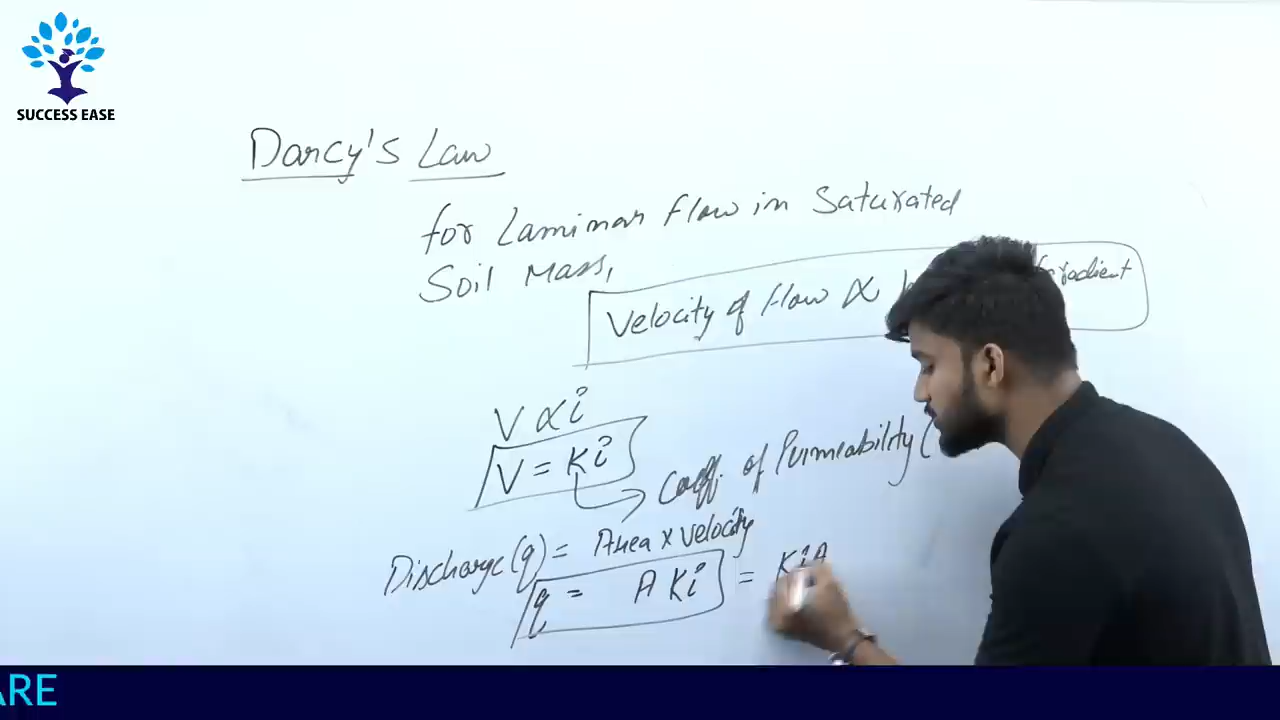 SUCCESS EASE
Darcy's Law
for Laminar flow in Saturated
Soil Mass,
Velocity of flow ∝ Gradient
V ∝ i
V = Ki
Coeff. of Permeability (
Discharge (q) = Area x Velocity
q = A Ki = KiA
ARE